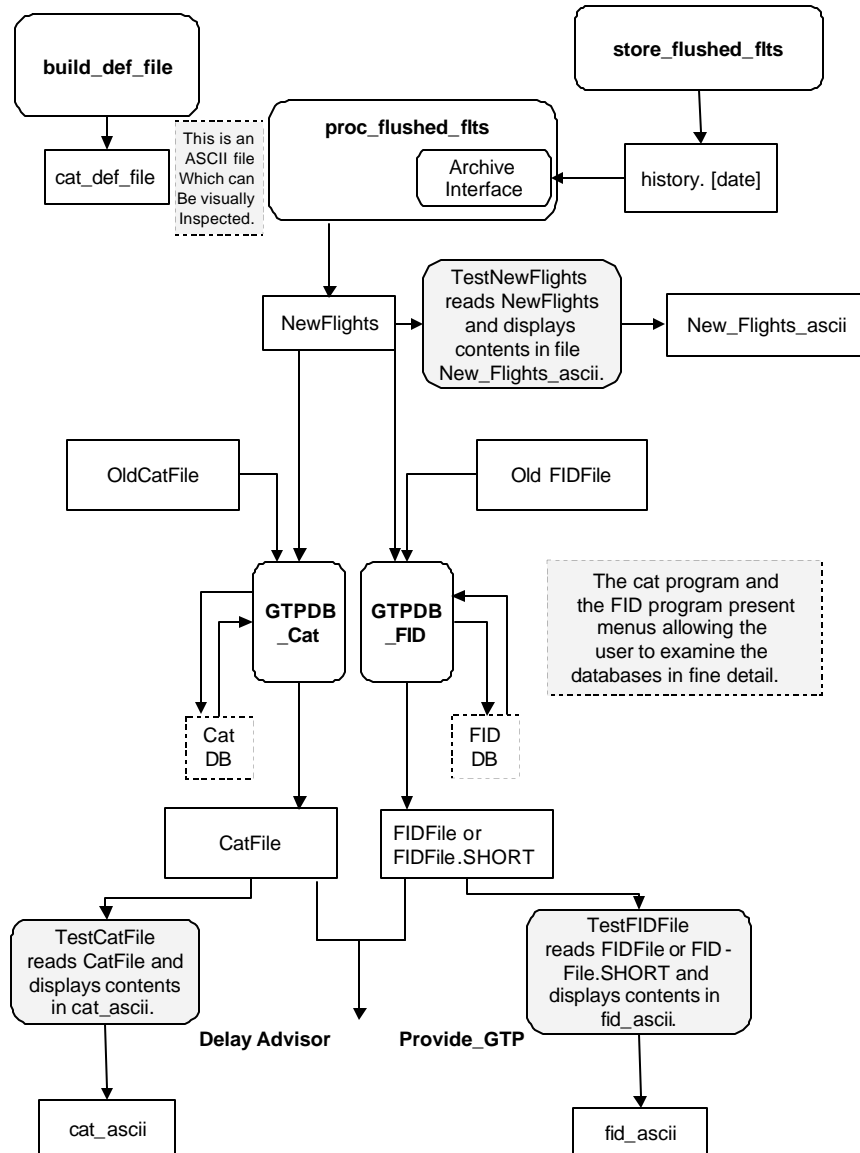 build_def_file
store_flushed_flts
proc_flushed_flts
This is an
ASCII file
Which can
Be visually
Inspected.
cat_def_file
Archive
Interface
history. [date]
NewFlights
TestNewFlights
reads NewFlights
and displays
contents in file
New_Flights_ascii.
New_Flights_ascii
OldCatFile
Old FIDFile
GTPDB
_Cat
GTPDB
_FID
The cat program and
the FID program present
menus allowing the
user to examine the
databases in fine detail.
Cat
DB
FID
DB
CatFile
FIDFile or
FIDFile.SHORT
TestCatFile
reads CatFile and
displays contents
in cat_ascii.
TestFIDFile
reads FIDFile or FID -
File.SHORT and
displays contents in
fid_ascii.
Delay Advisor
Provide_GTP
cat_ascii
fid_ascii